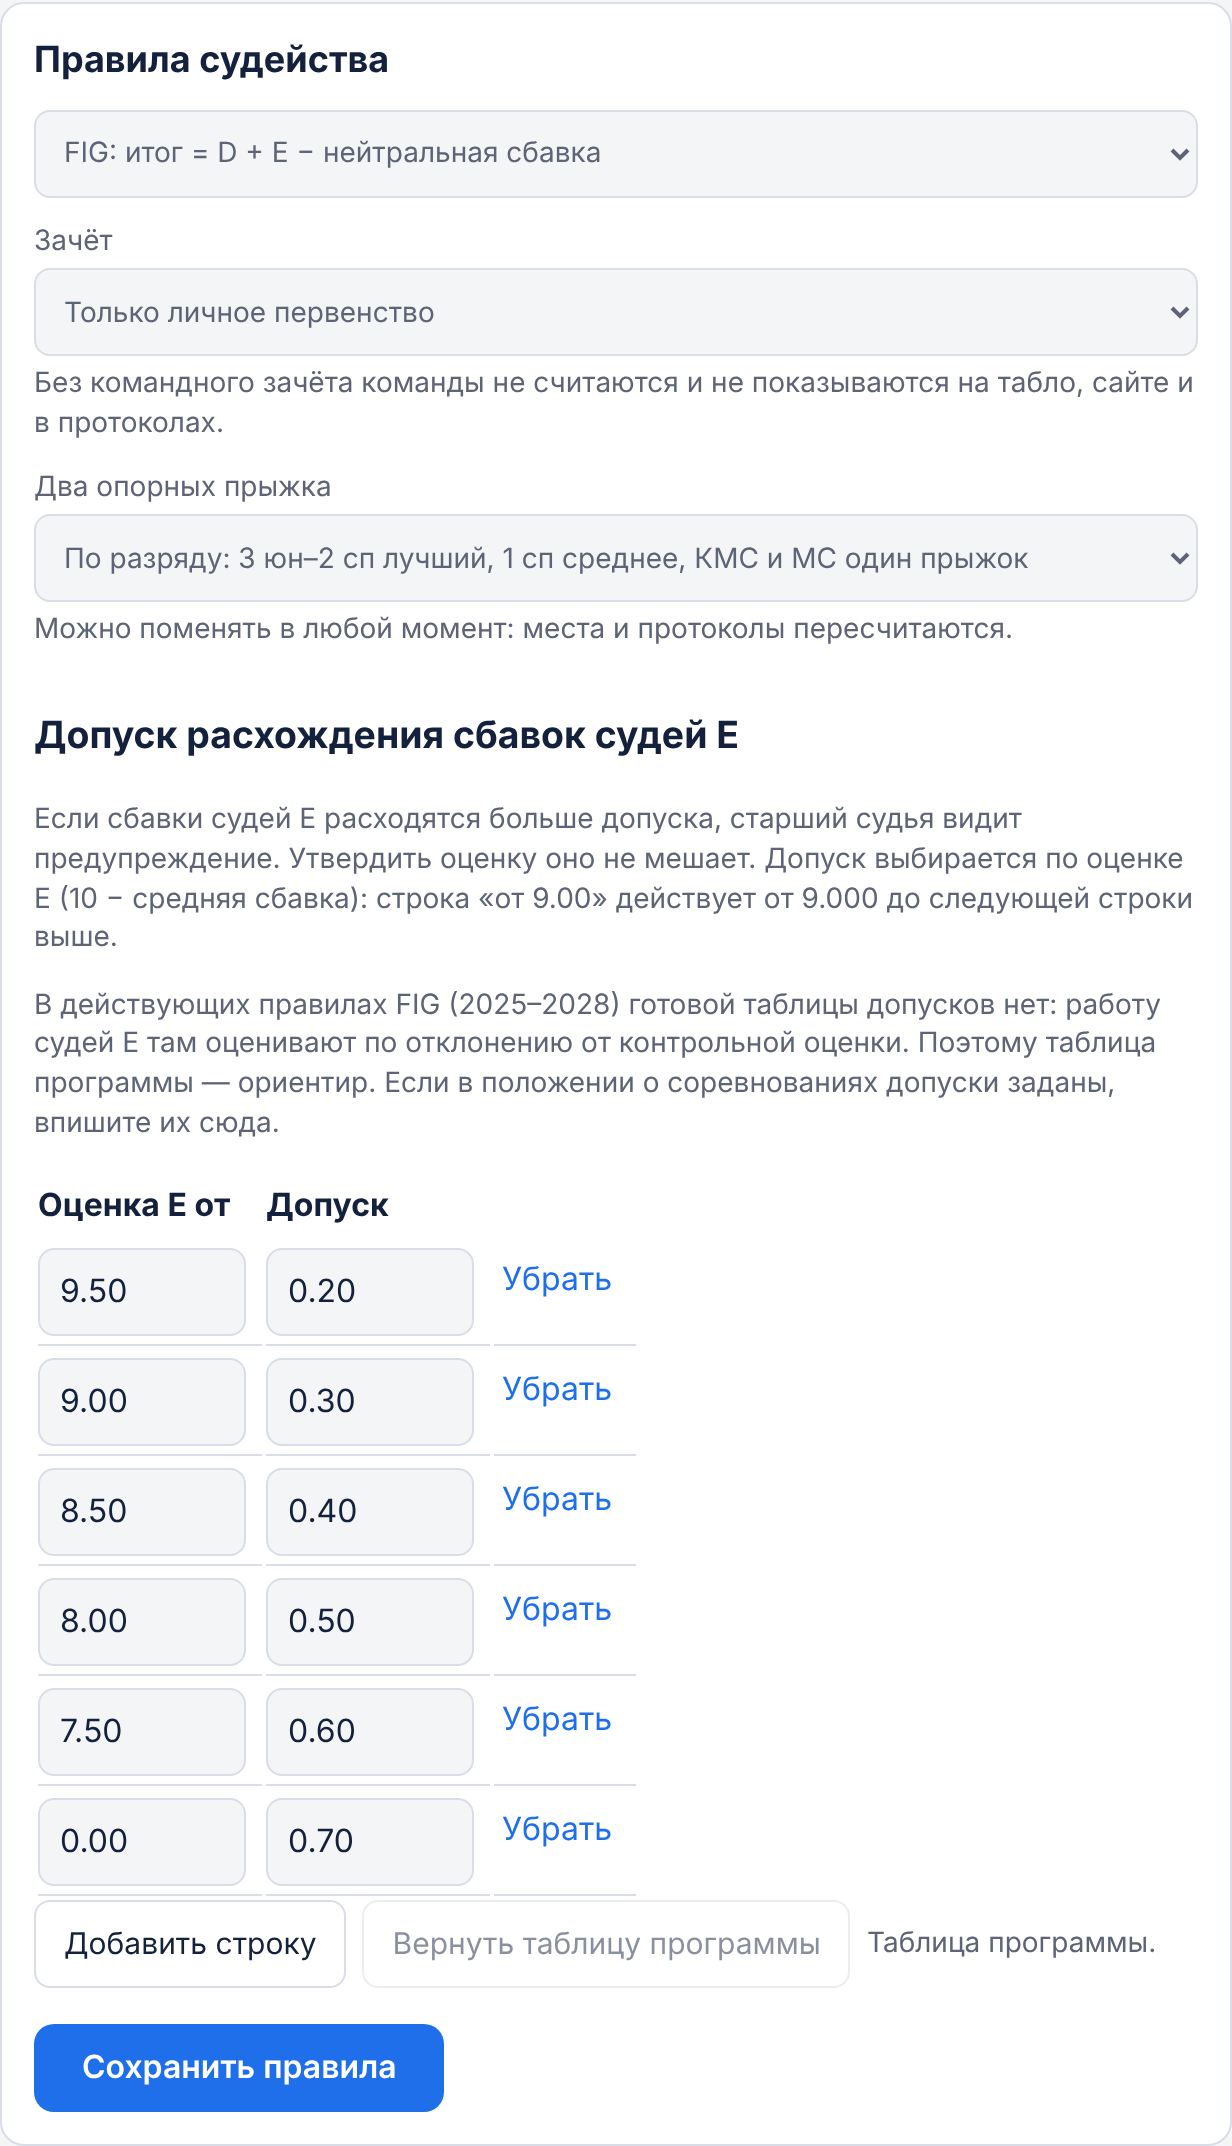 Правила судейства
FIG: итог = D + E − нейтральная сбавка
Зачёт
Только личное первенство
Без командного зачёта команды не считаются и не показываются на табло, сайте и
в протоколах.
Два опорных прыжка
По разряду: 3 юн–2 сп лучший, 1 сп среднее, КМС и МС один прыжок
Можно поменять в любой момент: места и протоколы пересчитаются.
Допуск расхождения сбавок судей E
Если сбавки судей E расходятся больше допуска, старший судья видит
предупреждение. Утвердить оценку оно не мешает. Допуск выбирается по оценке
E (10 − средняя сбавка): строка «от 9.00» действует от 9.000 до следующей строки
выше.
В действующих правилах FIG (2025–2028) готовой таблицы допусков нет: работу
судей E там оценивают по отклонению от контрольной оценки. Поэтому таблица
программы — ориентир. Если в положении о соревнованиях допуски заданы,
впишите их сюда.
Оценка E от Допуск
9.50 0.20 Убрать
9.00 0.30 Убрать
8.50 0.40 Убрать
8.00 0.50 Убрать
7.50 0.60 Убрать
0.00 0.70 Убрать
Добавить строку Вернуть таблицу программы Таблица программы.
Сохранить правила